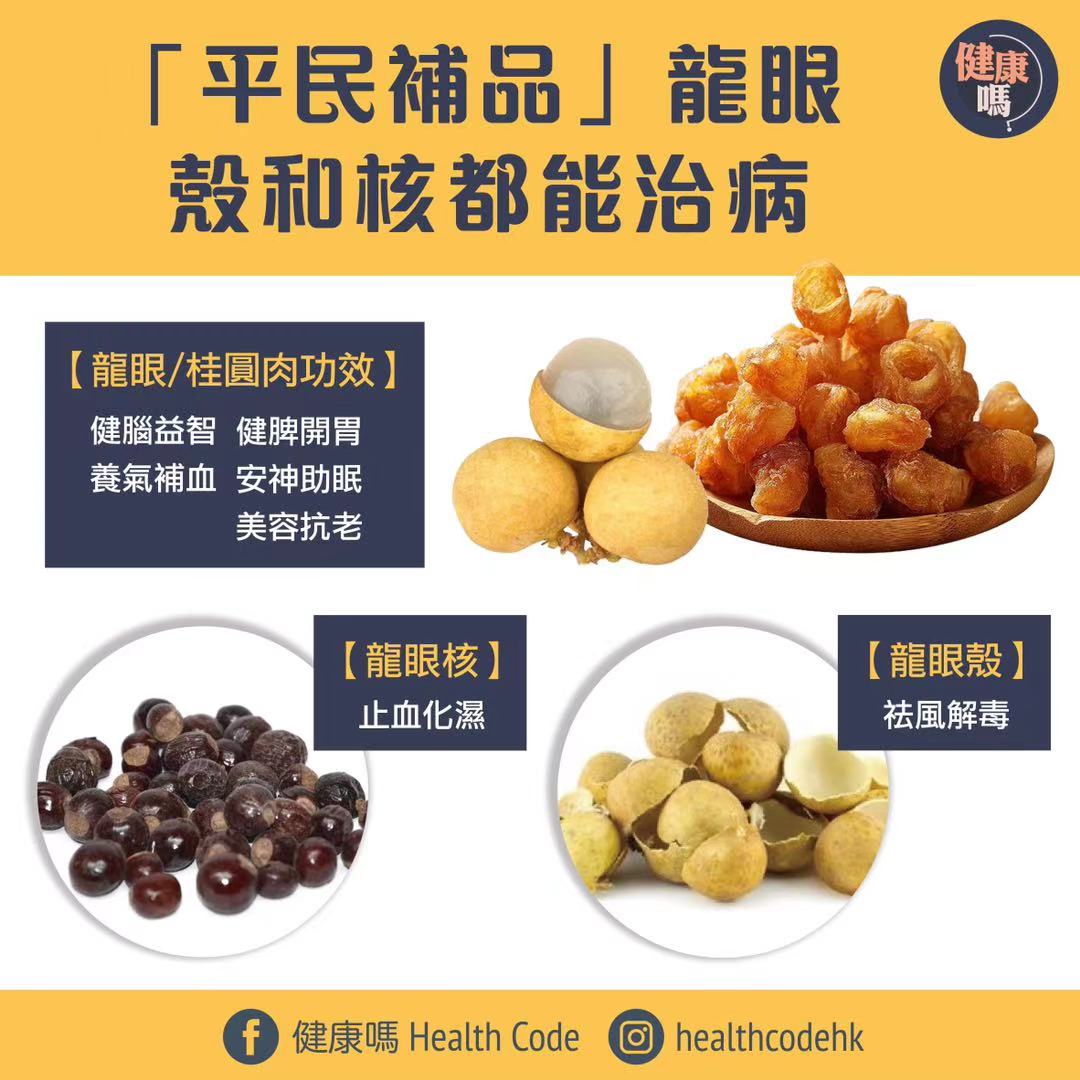 「平民補品」龍眼
殼和核都能治病
健康
嗎?
【龍眼/桂圓肉功效】
健腦益智 健脾開胃
養氣補血 安神助眠
美容抗老
【龍眼核】
止血化濕
【龍眼殼】
祛風解毒
健康嗎 Health Code healthcodehk